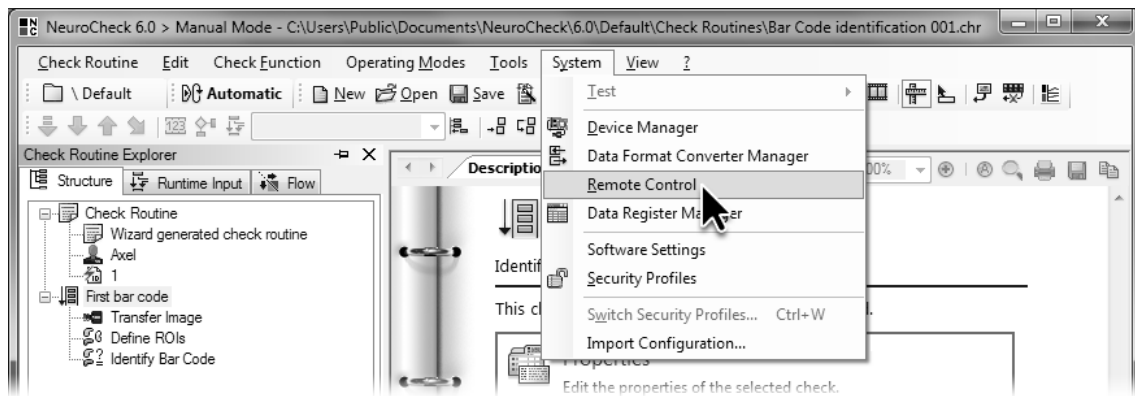 NeuroCheck 6.0 > Manual Mode - C:\Users\Public\Documents\NeuroCheck\6.0\Default\Check Routines\Bar Code identification 001.chr
Check Routine Edit Check Function Operating Modes Tools System View ?
\ Default Automatic New Open Save
Test
123
Device Manager
Check Routine Explorer
Data Format Converter Manager
Structure Runtime Input Flow
Descriptio
00%
Remote Control
Check Routine
Data Register Ma er
Wizard generated check routine
Axel
Software Settings
1
Identif
Security Profiles
First bar code
This cl
Switch Security Profiles... Ctrl+W
Transfer Image
Define ROIs
Import Configuration...
Identify Bar Code
Properties
Edit the properties of the selected check.